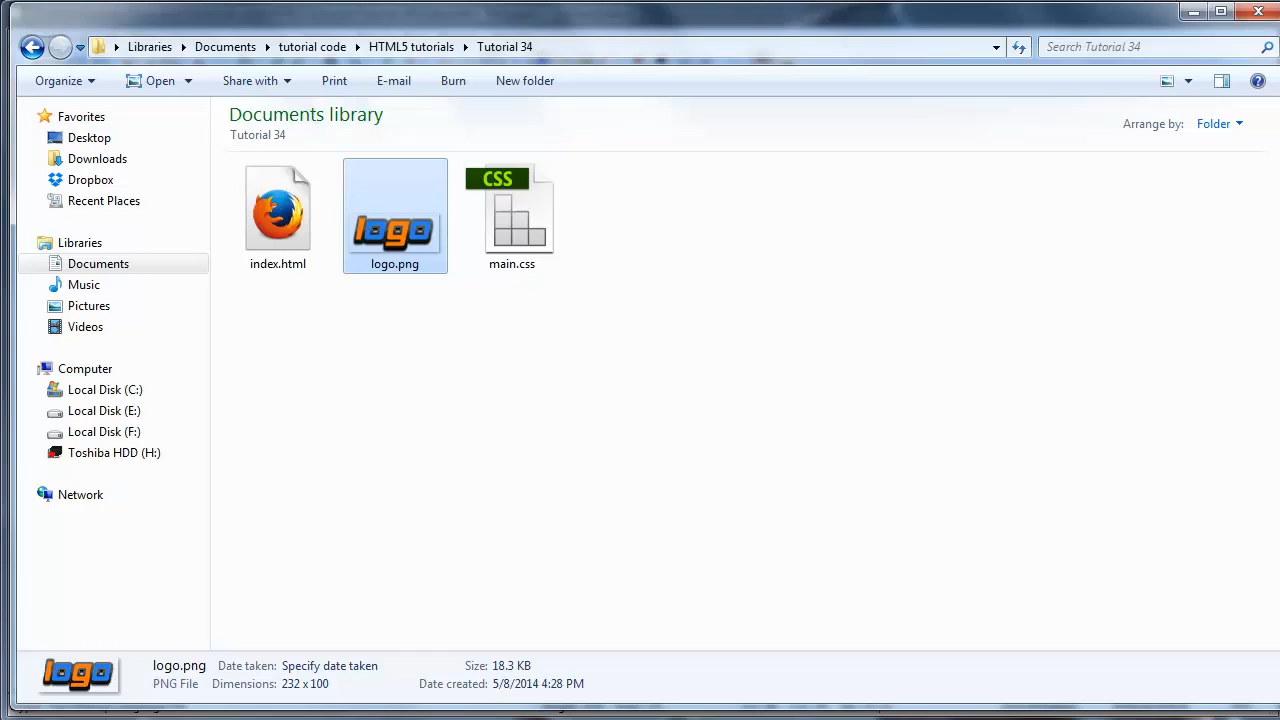 Libraries Documents tutorial code HTML5 tutorials Tutorial 34 Search Tutorial 34
Organize Open Share with Print E-mail Burn New folder
Favorites
Desktop
Downloads
Dropbox
Recent Places
Libraries
Documents
Music
Pictures
Videos
Computer
Local Disk (C:)
Local Disk (E:)
Local Disk (F:)
Toshiba HDD (H:)
Network
Documents library
Tutorial 34
Arrange by: Folder
logo
CSS
index.html logo.png main.css
logo
logo.png Date taken: Specify date taken Size: 18.3 KB
PNG File Dimensions: 232 x 100 Date created: 5/8/2014 4:28 PM